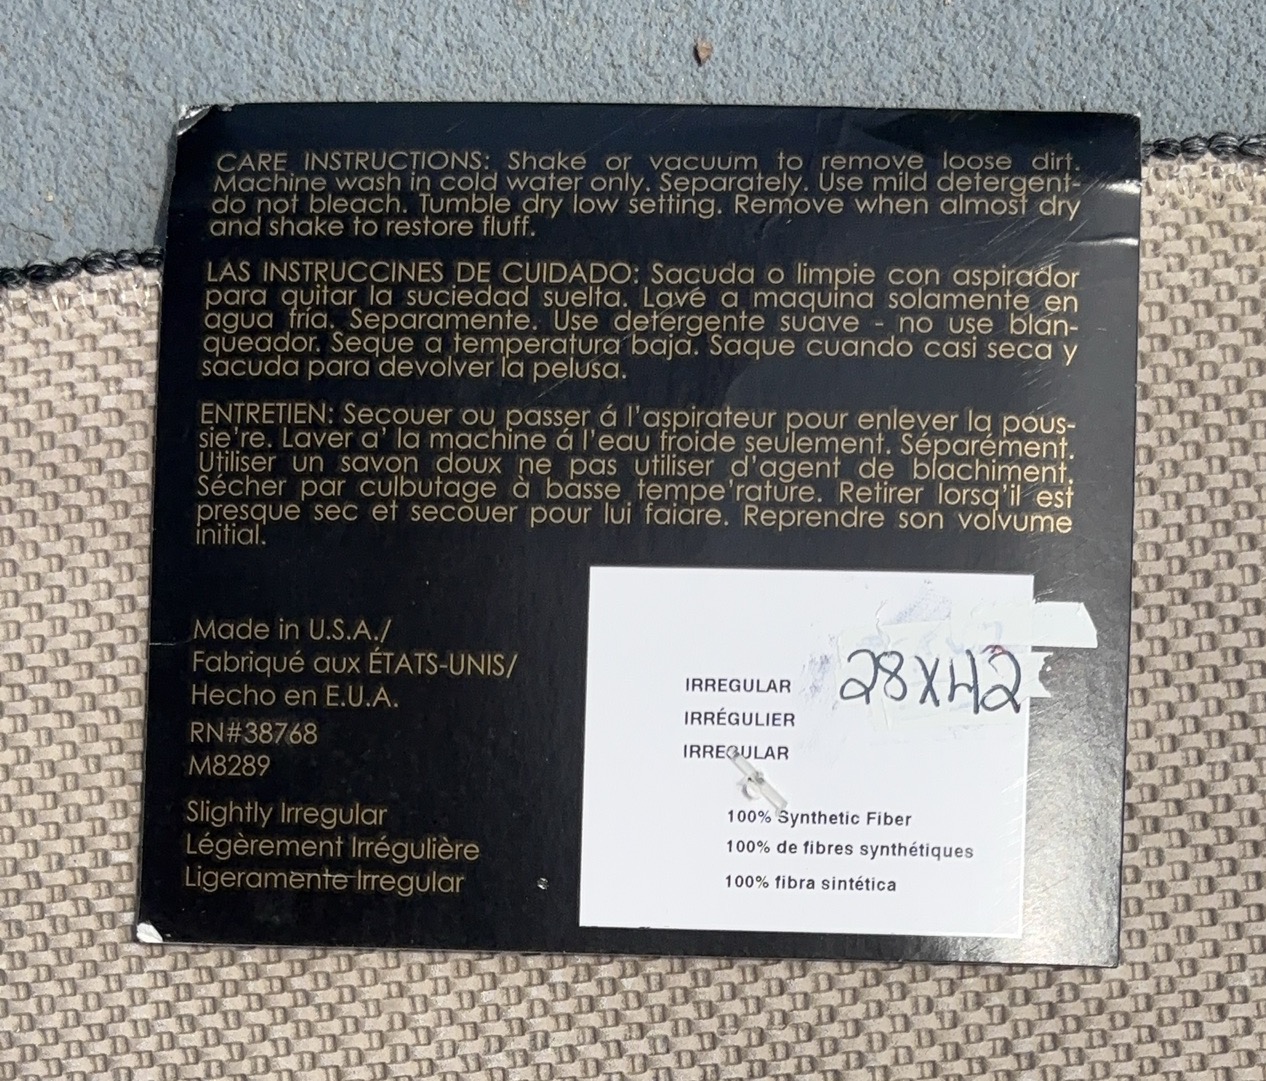 CARE INSTRUCTIONS: Shake or vacuum to remove loose dirt.
Machine wash in cold water only. Separately. Use mild detergent-
do not bleach. Tumble dry low setting. Remove when almost dry
and shake to restore fluff.
LAS INSTRUCCINES DE CUIDADO: Sacuda o limpie con aspirador
para quitar la suciedad suelta. Lavé a maquina solamente en
agua fría. Separamente. Use detergente suave - no use blan-
queador. Seque a temperatura baja. Saque cuando casi seca y
sacuda para devolver la pelusa.
ENTRETIEN: Secouer ou passer á l'aspirateur pour enlever la pous-
sie're. Laver a' la machine á l'eau froide seulement. Séparément.
Utiliser un savon doux ne pas utiliser d'agent de blachiment.
Sécher par culbutage à basse tempe'rature. Retirer lorsq'il est
presque sec et secouer pour lui faiare. Reprendre son volvume
initial.
Made in U.S.A./
Fabriqué aux ÉTATS-UNIS/
Hecho en E.U.A.
RN#38768
M8289
Slightly Irregular
Légèrement Irrégulière
Ligeramente Irregular
28X42
IRREGULAR
IRRÉGULIER
IRREGULAR
100% Synthetic Fiber
100% de fibres synthétiques
100% fibra sintética